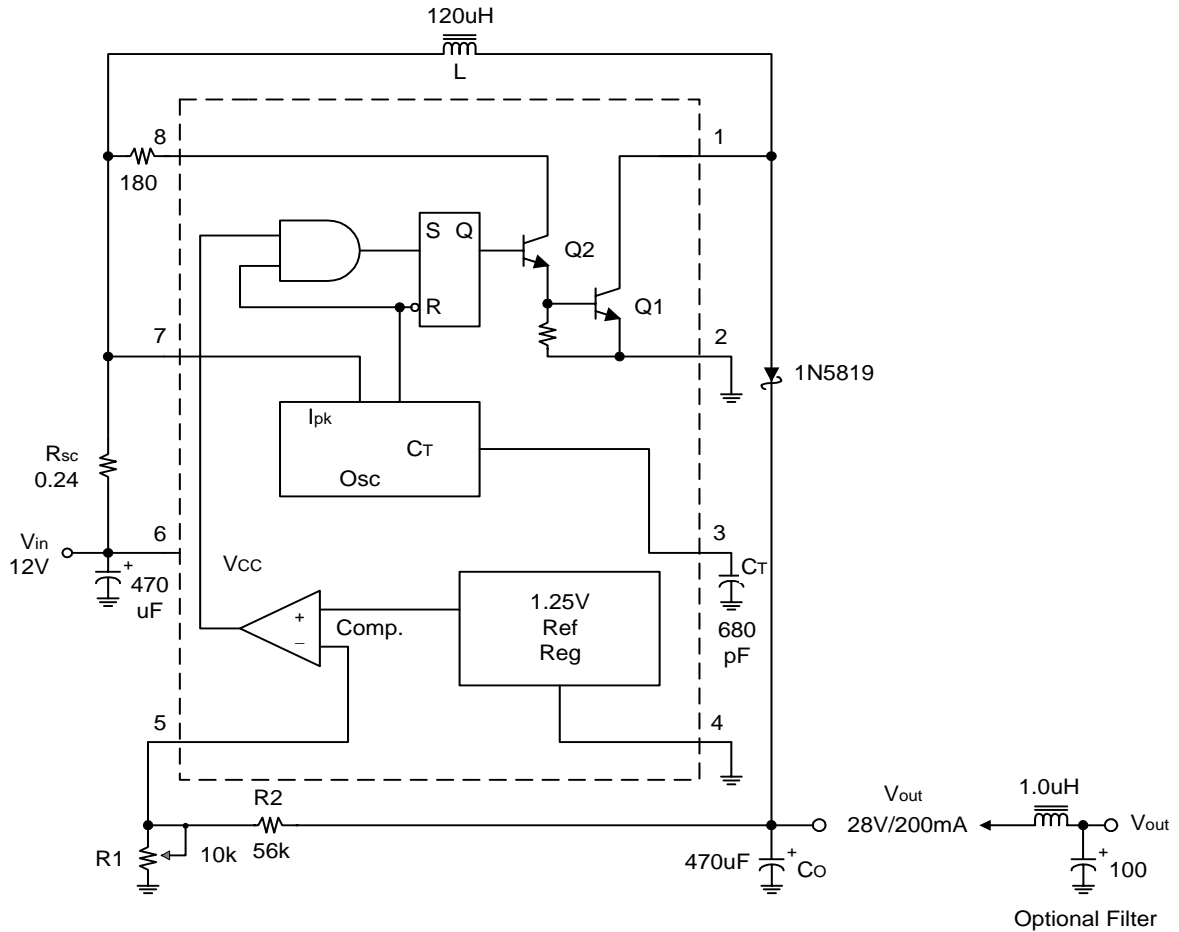 120uH
L
8
1
180
S Q
R
Q2
Q1
7
2
1N5819
Ipk
CT
Osc
Rsc
0.24
6
3
Vin
12V
+
470
uF
VCC
CT
680
pF
+
−
Comp.
1.25V
Ref
Reg
5
4
R2
56k
R1
10k
Vout
28V/200mA
1.0uH
Vout
470uF
+
CO
+
100
Optional Filter